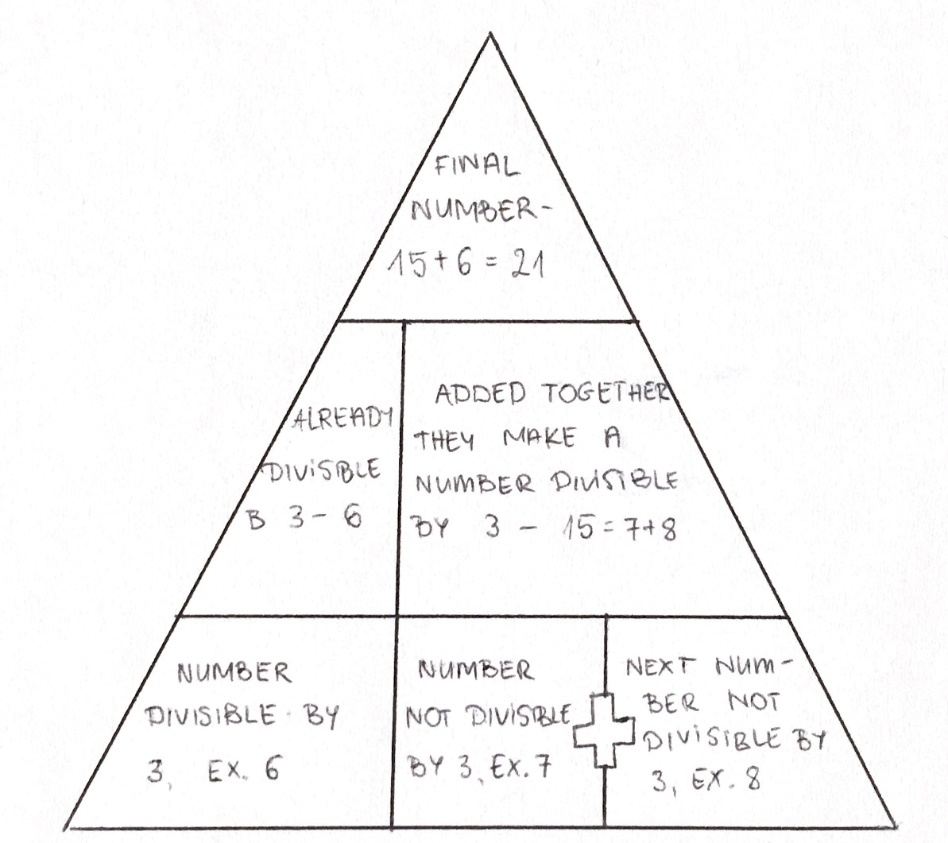 FINAL
NUMBER-
15+6 = 21
ALREADY
DIVISIBLE
B 3 - 6
ADDED TOGETHER
THEY MAKE A
NUMBER DIVISIBLE
BY 3 - 15 = 7+8
NUMBER
DIVISIBLE BY
3, EX. 6
NUMBER
NOT DIVISIBLE
BY 3, EX. 7
NEXT NUM-
BER NOT
DIVISIBLE BY
3, EX. 8